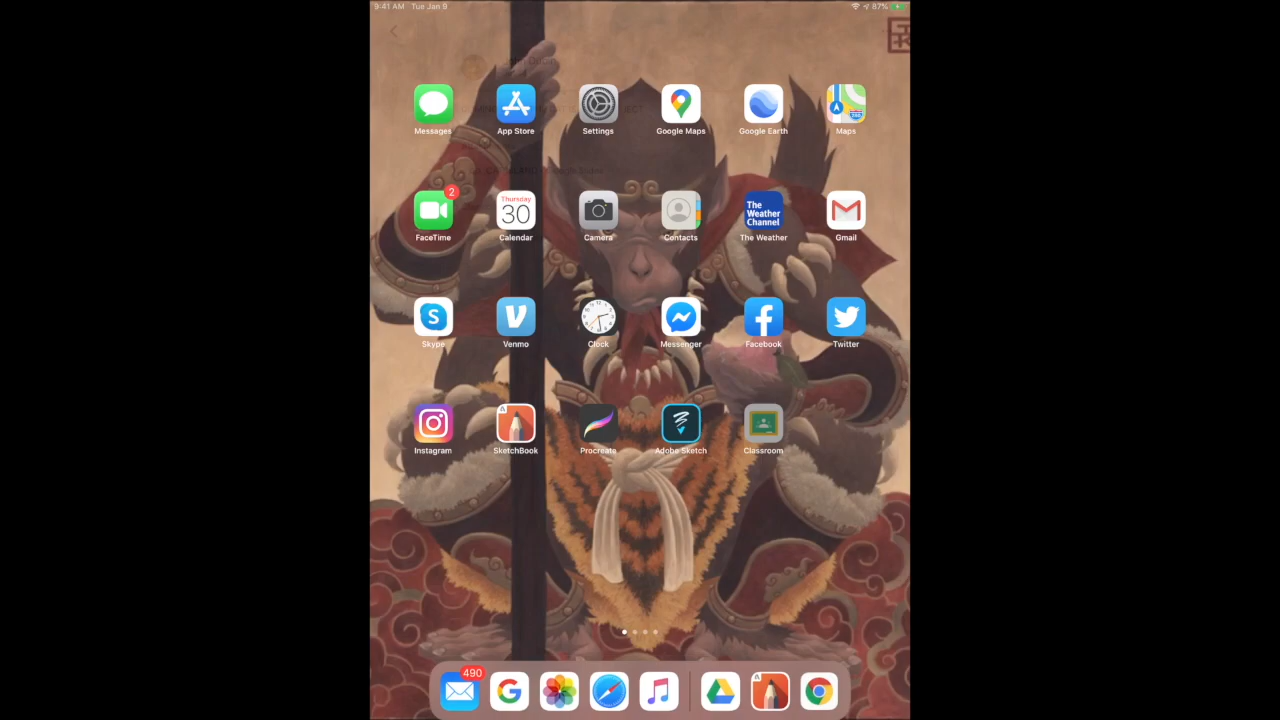 9:41 AM Tue Jan 9
87%
Messages
App Store
Settings
Google Maps
Google Earth
Maps
2
Thursday
30
The
Weather
Channel
FaceTime
Calendar
Camera
Contacts
The Weather
Gmail
Skype
Venmo
Clock
Messenger
Facebook
Twitter
Instagram
SketchBook
Procreate
Adobe Sketch
Classroom
490